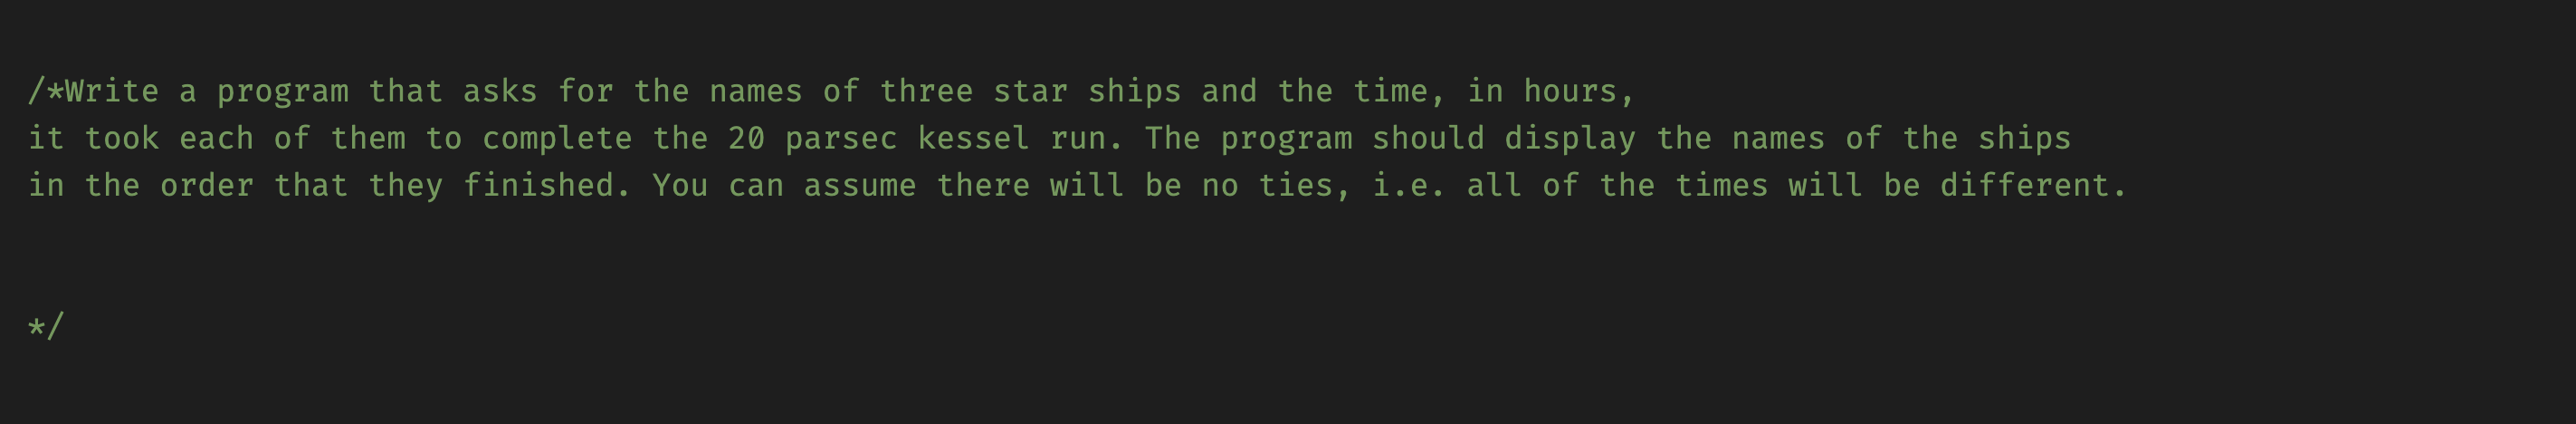 /*Write a program that asks for the names of three star ships and the time, in hours,
it took each of them to complete the 20 parsec kessel run. The program should display the names of the ships
in the order that they finished. You can assume there will be no ties, i.e. all of the times will be different.
*/